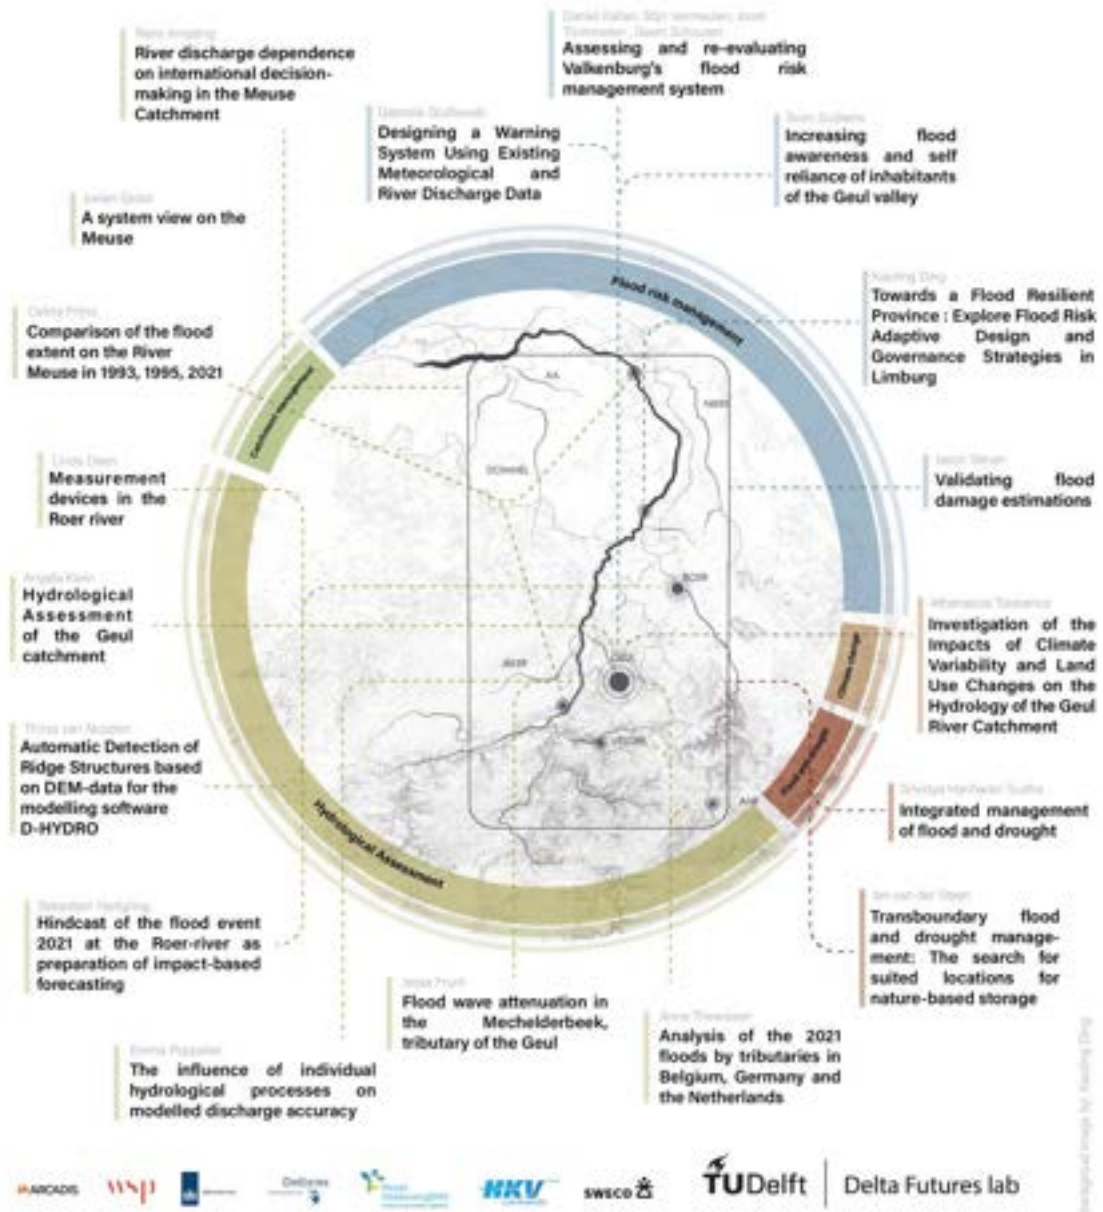 River discharge dependence
on international decision-
making in the Meuse
Catchment
Assessing and re-evaluating
Valkenburg's flood risk
management system
Designing a Warning
System Using Existing
Meteorological and
River Discharge Data
Increasing flood
awareness and self
reliance of inhabitants
of the Geul valley
A system view on the
Meuse
Flood risk management
Towards a Flood Resilient
Province : Explore Flood Risk
Adaptive Design and
Governance Strategies in
Limburg
Comparison of the flood
extent on the River
Meuse in 1993, 1995, 2021
Catchment management
AA
DOMMEL
Measurement
devices in the
Roer river
Validating flood
damage estimations
Hydrological
Assessment
of the Geul
catchment
ROER
Investigation of the
Impacts of Climate
Variability and Land
Use Changes on the
Hydrology of the Geul
River Catchment
Climate change
Automatic Detection of
Ridge Structures based
on DEM-data for the
modelling software
D-HYDRO
Integrated management
of flood and drought
Hydrological Assessment
Hindcast of the flood event
2021 at the Roer-river as
preparation of impact-based
forecasting
Transboundary flood
and drought manage-
ment: The search for
suited locations for
nature-based storage
Flood wave attenuation in
the Mechelderbeek,
tributary of the Geul
Analysis of the 2021
floods by tributaries in
Belgium, Germany and
the Netherlands
The influence of individual
hydrological processes on
modelled discharge accuracy
ARCADIS
wsp
Deltares
HKV
SWECO
TUDelft
Delta Futures lab